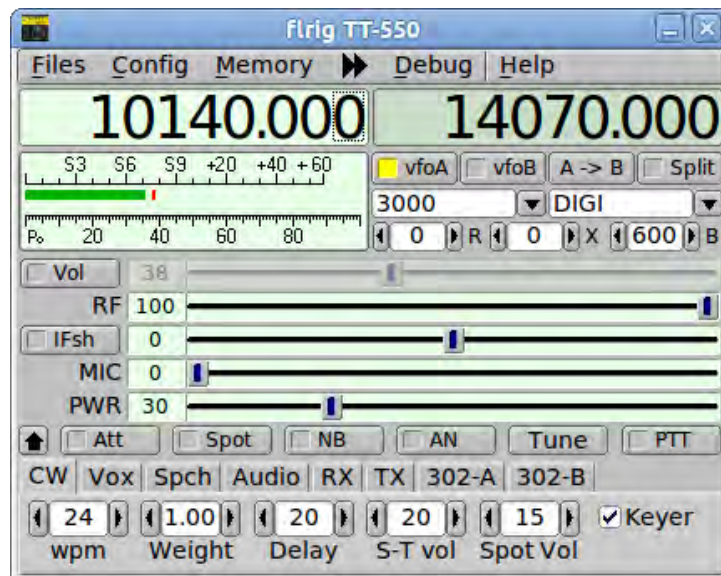 flrig TT-550
Files Config Memory Debug Help
10140.000 14070.000
S3 S6 S9 +20 +40 +60
vfoA vfoB A -> B Split
3000 DIGI
Po 20 40 60 80
0 R 0 X 600 B
Vol 38
RF 100
IFsh 0
MIC 0
PWR 30
Att Spot NB AN Tune PTT
CW Vox Spch Audio RX TX 302-A 302-B
24 1.00 20 20 15 Keyer
wpm Weight Delay S-T vol Spot Vol